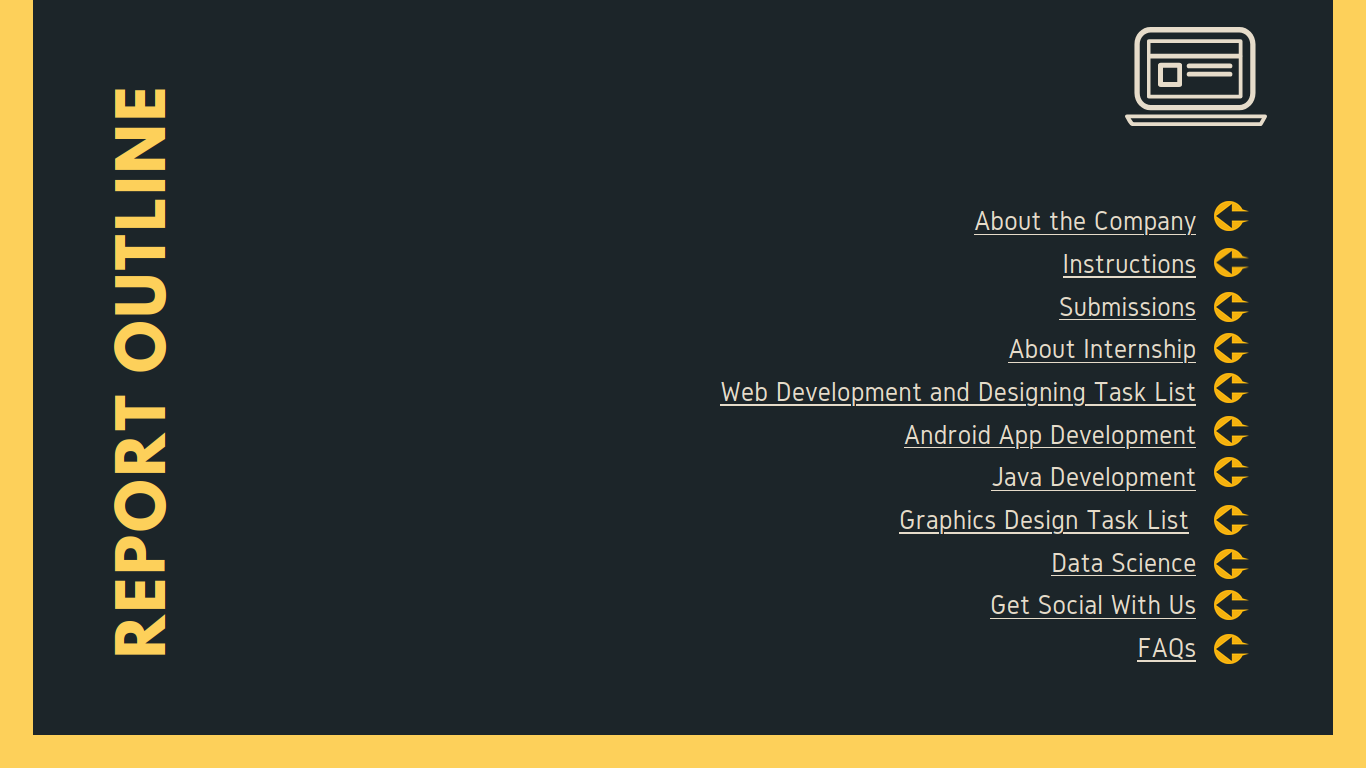 REPORT OUTLINE
About the Company
Instructions
Submissions
About Internship
Web Development and Designing Task List
Android App Development
Java Development
Graphics Design Task List
Data Science
Get Social With Us
FAQs